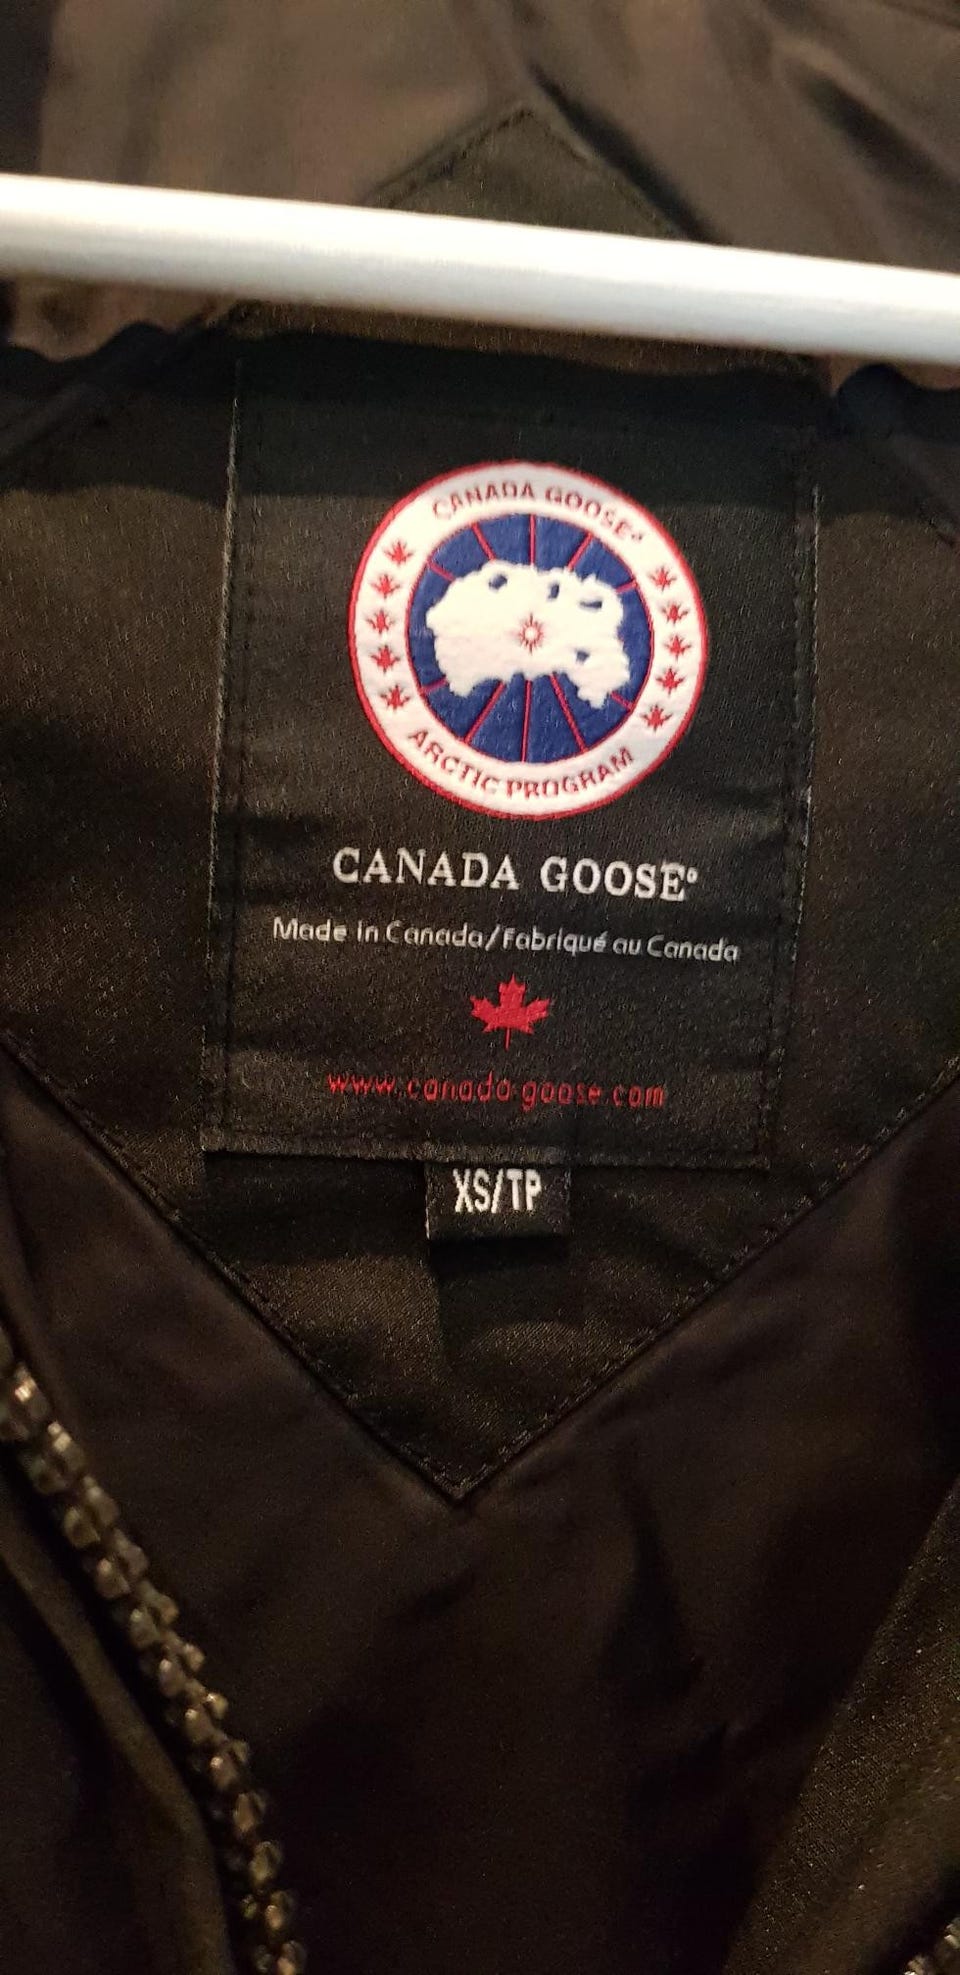 CANADA GOOSE®
ARCTIC PROGRAM
CANADA GOOSE®
Made in Canada/Fabriqué au Canada
www.canada-goose.com
XS/TP